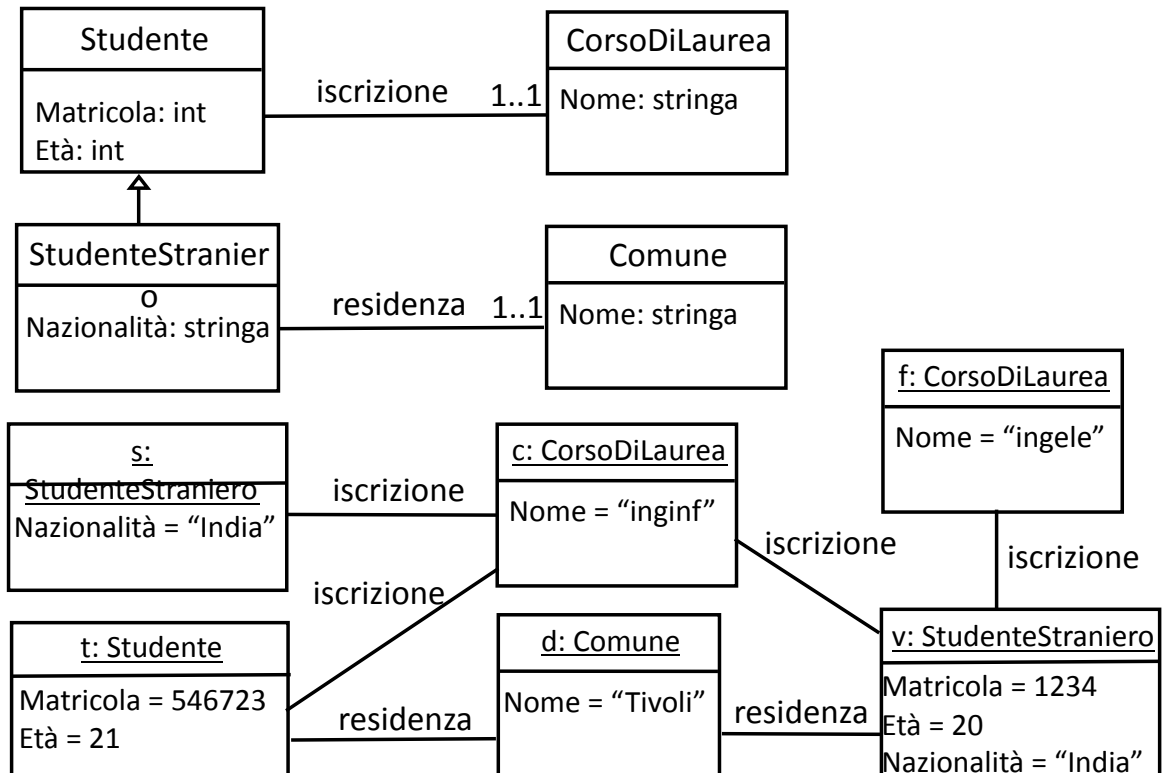 Studente
Matricola: int
Età: int
iscrizione
1..1
CorsoDiLaurea
Nome: stringa
StudenteStranier
o
Nazionalità: stringa
residenza
1..1
Comune
Nome: stringa
f: CorsoDiLaurea
Nome = “ingele”
s:
StudenteStraniero
Nazionalità = “India”
iscrizione
c: CorsoDiLaurea
Nome = “inginf”
iscrizione
iscrizione
iscrizione
t: Studente
Matricola = 546723
Età = 21
residenza
d: Comune
Nome = “Tivoli”
residenza
v: StudenteStraniero
Matricola = 1234
Età = 20
Nazionalità = “India”